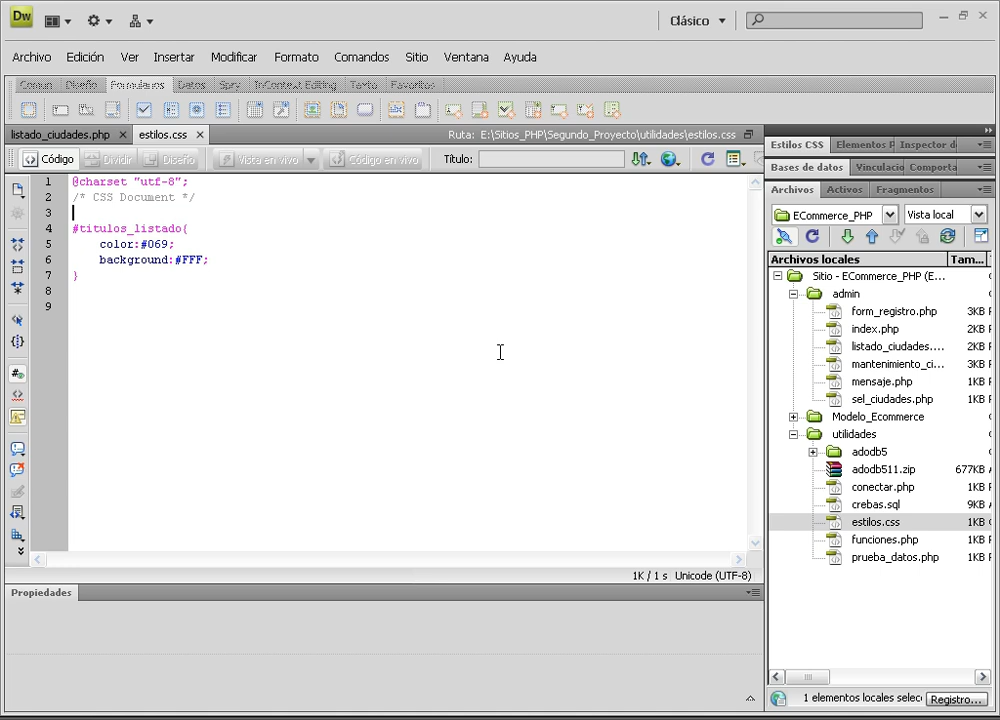 Dw
Clásico
Archivo Edición Ver Insertar Modificar Formato Comandos Sitio Ventana Ayuda
Común Diseño Formularios Datos Spry InContext Editing Texto Favoritos
listado_ciudades.php estilos.css Ruta: E:\Sitios_PHP\Segundo_Proyecto\utilidades\estilos.css
Código Dividir Diseño Vista en vivo Código en vivo Título:
1 @charset "utf-8";
2 /* CSS Document */
3
4 #titulos_listado{
5 color:#069;
6 background:#FFF;
7 }
8
9
1K / 1 s Unicode (UTF-8)
Propiedades
Estilos CSS Elementos P Inspector d
Bases de datos Vinculació Comporta
Archivos Activos Fragmentos
ECommerce_PHP Vista local
Archivos locales Tam...
Sitio - ECommerce_PHP (E...
admin
form_registro.php 3KB
index.php 2KB
listado_ciudades.... 2KB
mantenimiento_ci... 3KB
mensaje.php 1KB
sel_ciudades.php 1KB
Modelo_Ecommerce
utilidades
adodb5
adodb511.zip 677KB
conectar.php 1KB
crebas.sql 9KB
estilos.css 1KB
funciones.php 1KB
prueba_datos.php 1KB
1 elementos locales selec Registro...